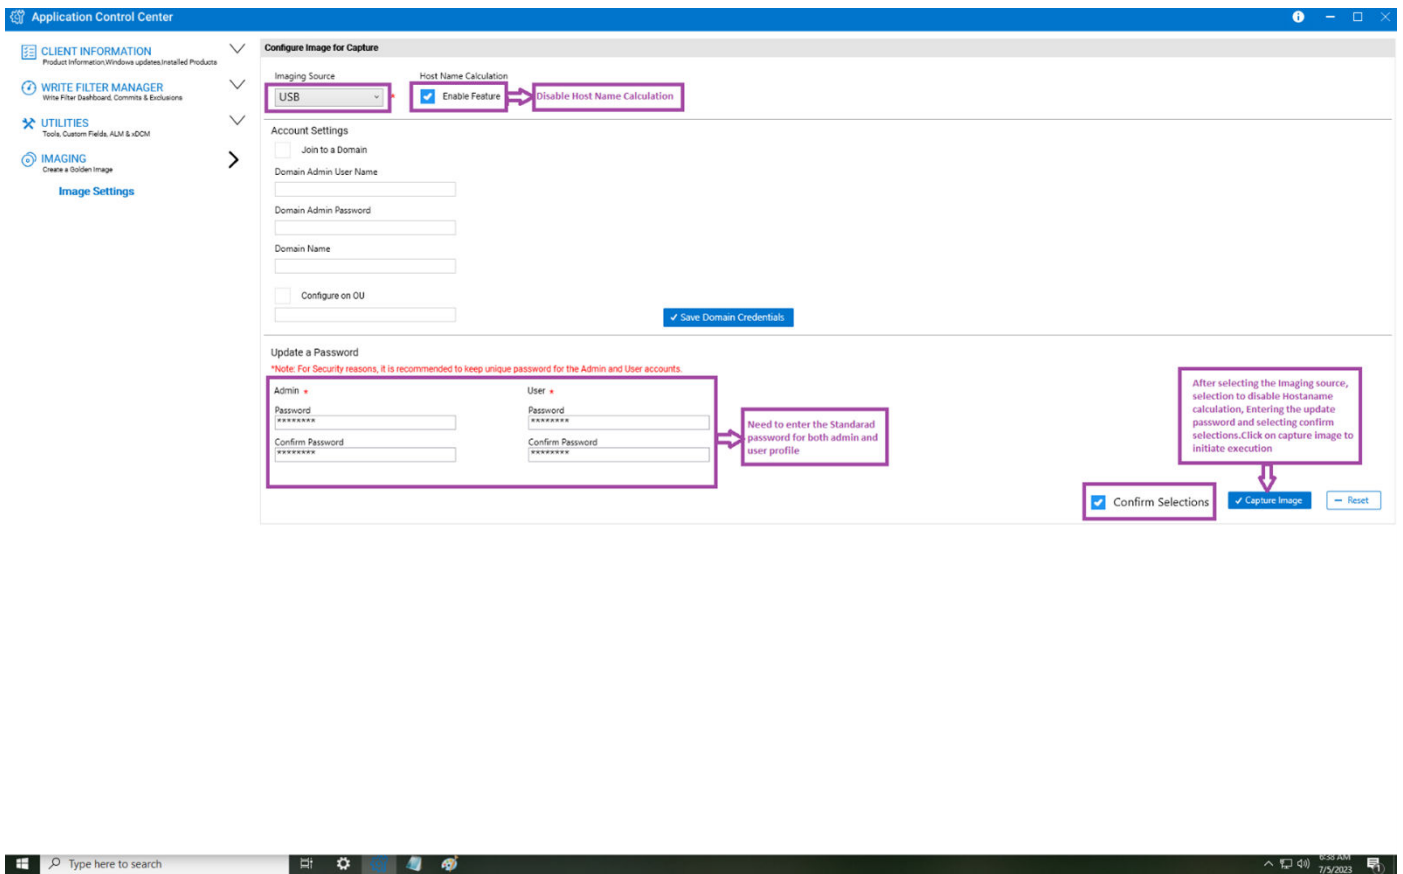 Application Control Center
CLIENT INFORMATION
Product Information,Windows updates,Installed Products
WRITE FILTER MANAGER
Write Filter Dashboard, Commits & Exclusions
UTILITIES
Tools, Custom Fields, ALM & xDCM
IMAGING
Create a Golden Image
Image Settings
Configure Image for Capture
Imaging Source
USB
*
Host Name Calculation
Enable Feature
Disable Host Name Calculation
Account Settings
Join to a Domain
Domain Admin User Name
Domain Admin Password
Domain Name
Configure on OU
Save Domain Credentials
Update a Password
*Note: For Security reasons, it is recommended to keep unique password for the Admin and User accounts.
Admin *
Password
********
Confirm Password
********
User *
Password
********
Confirm Password
********
Need to enter the Standarad
password for both admin and
user profile
After selecting the Imaging source,
selection to disable Hostaname
calculation, Entering the update
password and selecting confirm
selections.Click on capture image to
initiate execution
Confirm Selections
Capture Image
Reset
Type here to search
6:38 AM
7/5/2023
1